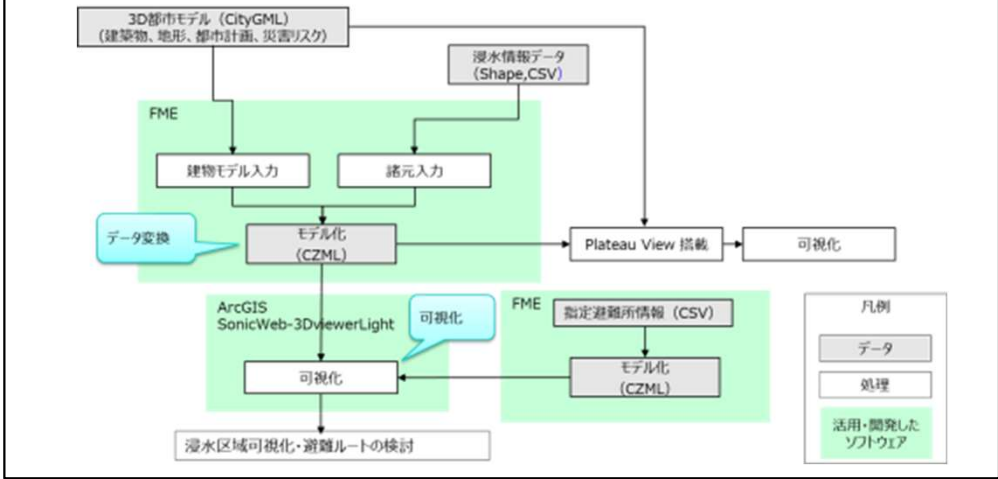 3D都市モデル（CityGML）
（建築物、地形、都市計画、災害リスク）
浸水情報データ
（Shape,CSV）
FME
建物モデル入力
諸元入力
データ変換
モデル化
（CZML）
Plateau View 搭載
可視化
ArcGIS
SonicWeb-3DviewerLight
可視化
FME
指定避難所情報（CSV）
モデル化
（CZML）
可視化
浸水区域可視化・避難ルートの検討
凡例
データ
処理
活用・開発した
ソフトウェア